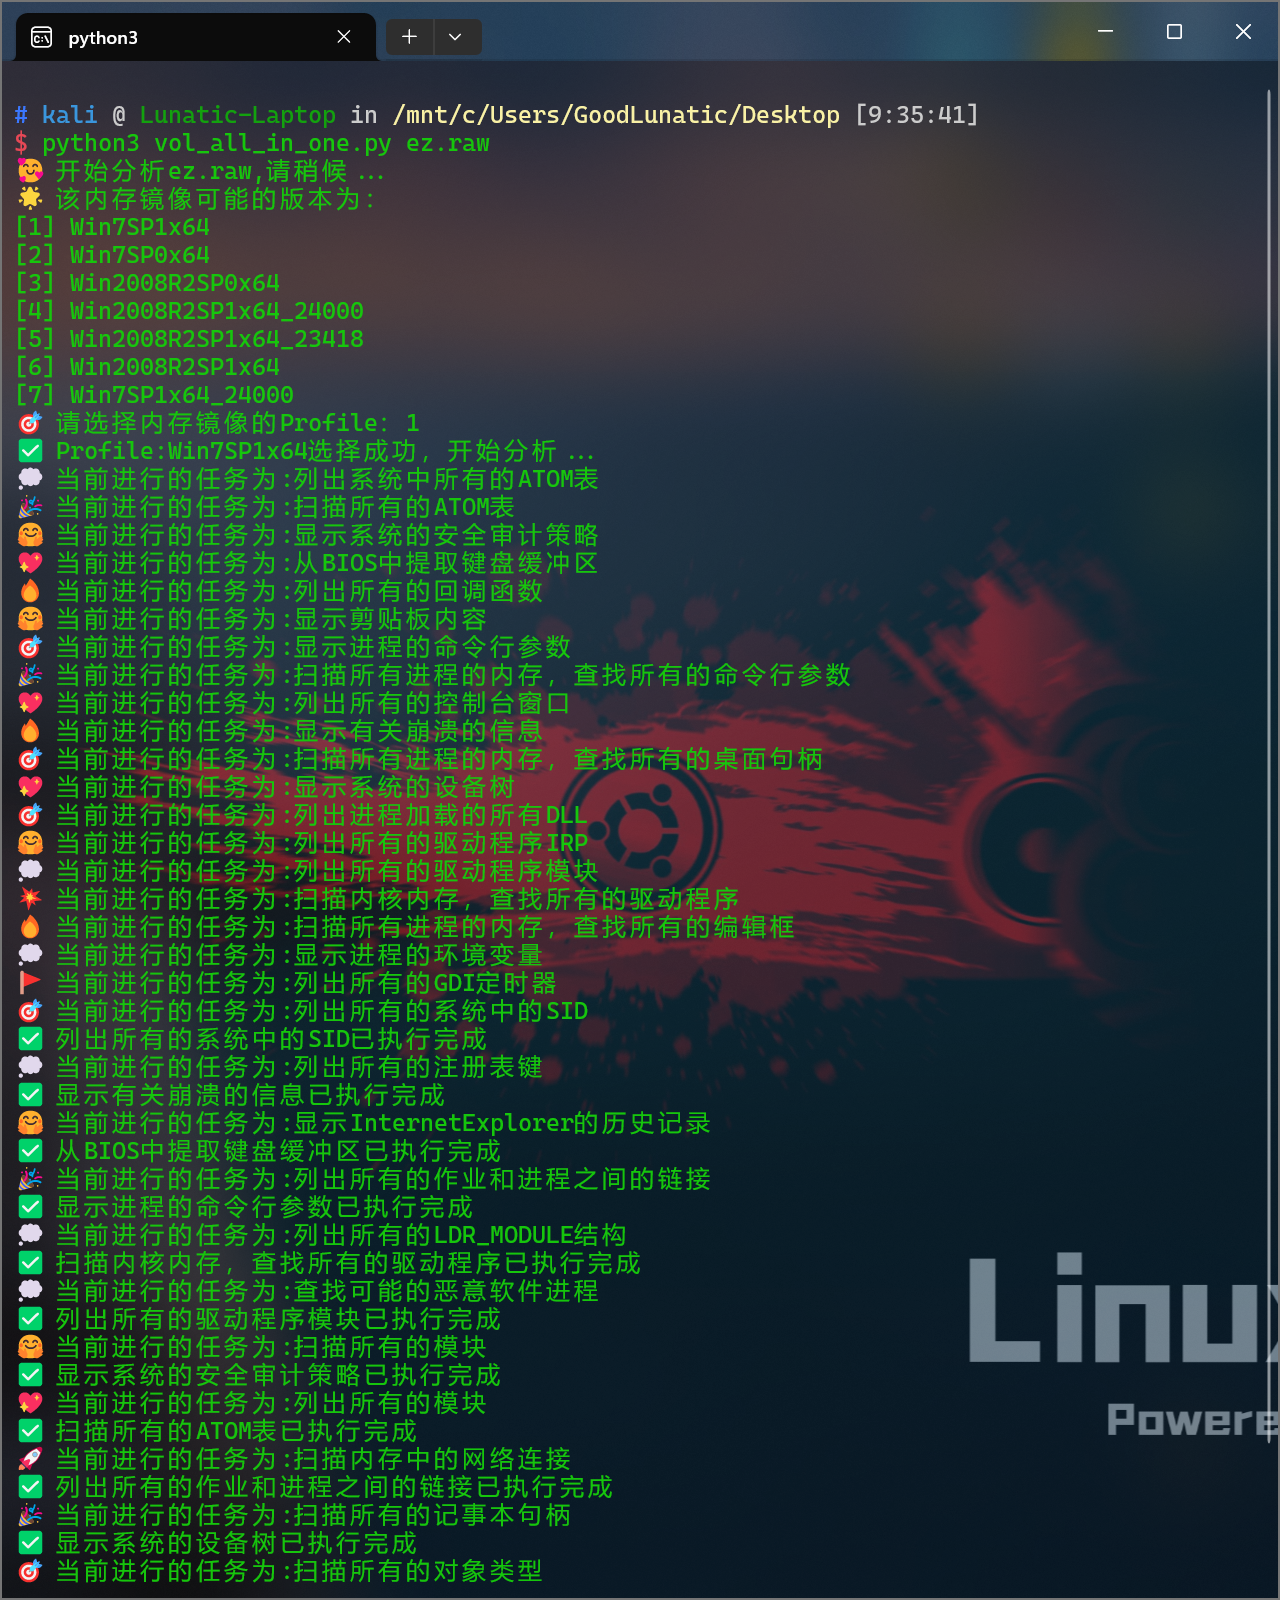 python3
# kali @ Lunatic-Laptop in /mnt/c/Users/GoodLunatic/Desktop [9:35:41]
$ python3 vol_all_in_one.py ez.raw
🥰 开始分析ez.raw,请稍候 ...
🌟 该内存镜像可能的版本为:
[1] Win7SP1x64
[2] Win7SP0x64
[3] Win2008R2SP0x64
[4] Win2008R2SP1x64_24000
[5] Win2008R2SP1x64_23418
[6] Win2008R2SP1x64
[7] Win7SP1x64_24000
🎯 请选择内存镜像的Profile: 1
✅ Profile:Win7SP1x64选择成功，开始分析 ...
💭 当前进行的任务为:列出系统中所有的ATOM表
🎉 当前进行的任务为:扫描所有的ATOM表
🤗 当前进行的任务为:显示系统的安全审计策略
💖 当前进行的任务为:从BIOS中提取键盘缓冲区
🔥 当前进行的任务为:列出所有的回调函数
🤗 当前进行的任务为:显示剪贴板内容
🎯 当前进行的任务为:显示进程的命令行参数
🎉 当前进行的任务为:扫描所有进程的内存，查找所有的命令行参数
💖 当前进行的任务为:列出所有的控制台窗口
🔥 当前进行的任务为:显示有关崩溃的信息
🎯 当前进行的任务为:扫描所有进程的内存，查找所有的桌面句柄
💖 当前进行的任务为:显示系统的设备树
🎯 当前进行的任务为:列出进程加载的所有DLL
🤗 当前进行的任务为:列出所有的驱动程序IRP
💭 当前进行的任务为:列出所有的驱动程序模块
💥 当前进行的任务为:扫描内核内存，查找所有的驱动程序
🔥 当前进行的任务为:扫描所有进程的内存，查找所有的编辑框
💭 当前进行的任务为:显示进程的环境变量
🚩 当前进行的任务为:列出所有的GDI定时器
🎯 当前进行的任务为:列出所有的系统中的SID
✅ 列出所有的系统中的SID已执行完成
💭 当前进行的任务为:列出所有的注册表键
✅ 显示有关崩溃的信息已执行完成
🤗 当前进行的任务为:显示InternetExplorer的历史记录
✅ 从BIOS中提取键盘缓冲区已执行完成
🎉 当前进行的任务为:列出所有的作业和进程之间的链接
✅ 显示进程的命令行参数已执行完成
💭 当前进行的任务为:列出所有的LDR_MODULE结构
✅ 扫描内核内存，查找所有的驱动程序已执行完成
💭 当前进行的任务为:查找可能的恶意软件进程
✅ 列出所有的驱动程序模块已执行完成
🤗 当前进行的任务为:扫描所有的模块
✅ 显示系统的安全审计策略已执行完成
💖 当前进行的任务为:列出所有的模块
✅ 扫描所有的ATOM表已执行完成
🚀 当前进行的任务为:扫描内存中的网络连接
✅ 列出所有的作业和进程之间的链接已执行完成
🎉 当前进行的任务为:扫描所有的记事本句柄
✅ 显示系统的设备树已执行完成
🎯 当前进行的任务为:扫描所有的对象类型
Linux
Powere